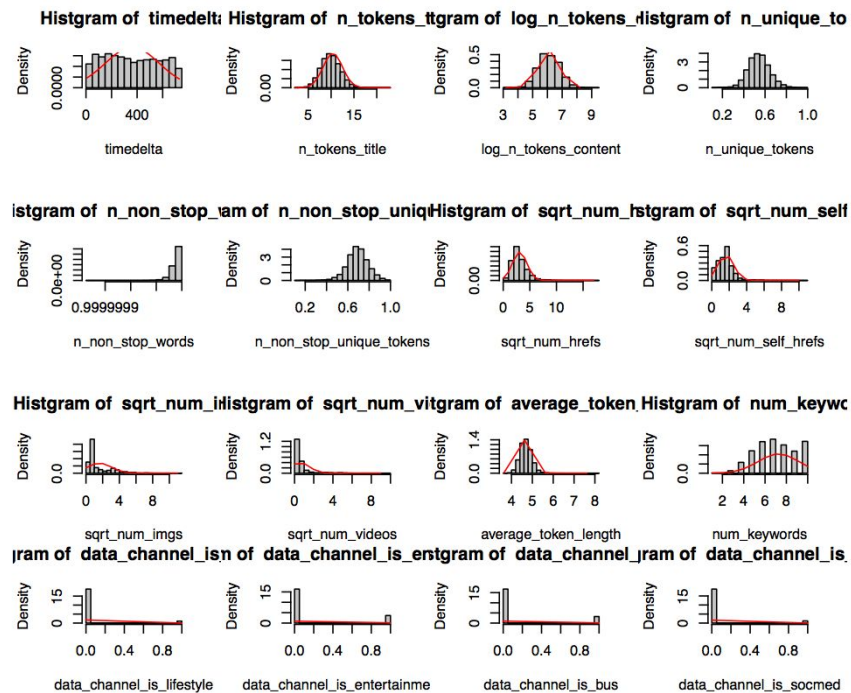 Histgram of timedelta
Histgram of n_tokens_t
tgram of log_n_tokens_
Histgram of n_unique_to
Density
0.0000
0 400
timedelta
Density
0.00
5 15
n_tokens_title
Density
0.0 0.5
3 5 7 9
log_n_tokens_content
Density
0 3
0.2 0.6 1.0
n_unique_tokens
istgram of n_non_stop_
am of n_non_stop_uniq
Histgram of sqrt_num_h
stgram of sqrt_num_self
Density
0.0e+00
0.9999999
n_non_stop_words
Density
0 3
0.2 0.6 1.0
n_non_stop_unique_tokens
Density
0.00
0 5 10
sqrt_num_hrefs
Density
0.0 0.6
0 4 8
sqrt_num_self_hrefs
Histgram of sqrt_num_i
Histgram of sqrt_num_vi
tgram of average_token_
Histgram of num_keywo
Density
0.0
0 4 8
sqrt_num_imgs
Density
0.0 1.2
0 4 8
sqrt_num_videos
Density
0.0 1.4
4 5 6 7 8
average_token_length
Density
0.0
2 4 6 8
num_keywords
gram of data_channel_is_
n of data_channel_is_en
stgram of data_channel_
gram of data_channel_is_
Density
0 15
0.0 0.4 0.8
data_channel_is_lifestyle
Density
0 15
0.0 0.4 0.8
data_channel_is_entertainme
Density
0 15
0.0 0.4 0.8
data_channel_is_bus
Density
0 15
0.0 0.4 0.8
data_channel_is_socmed